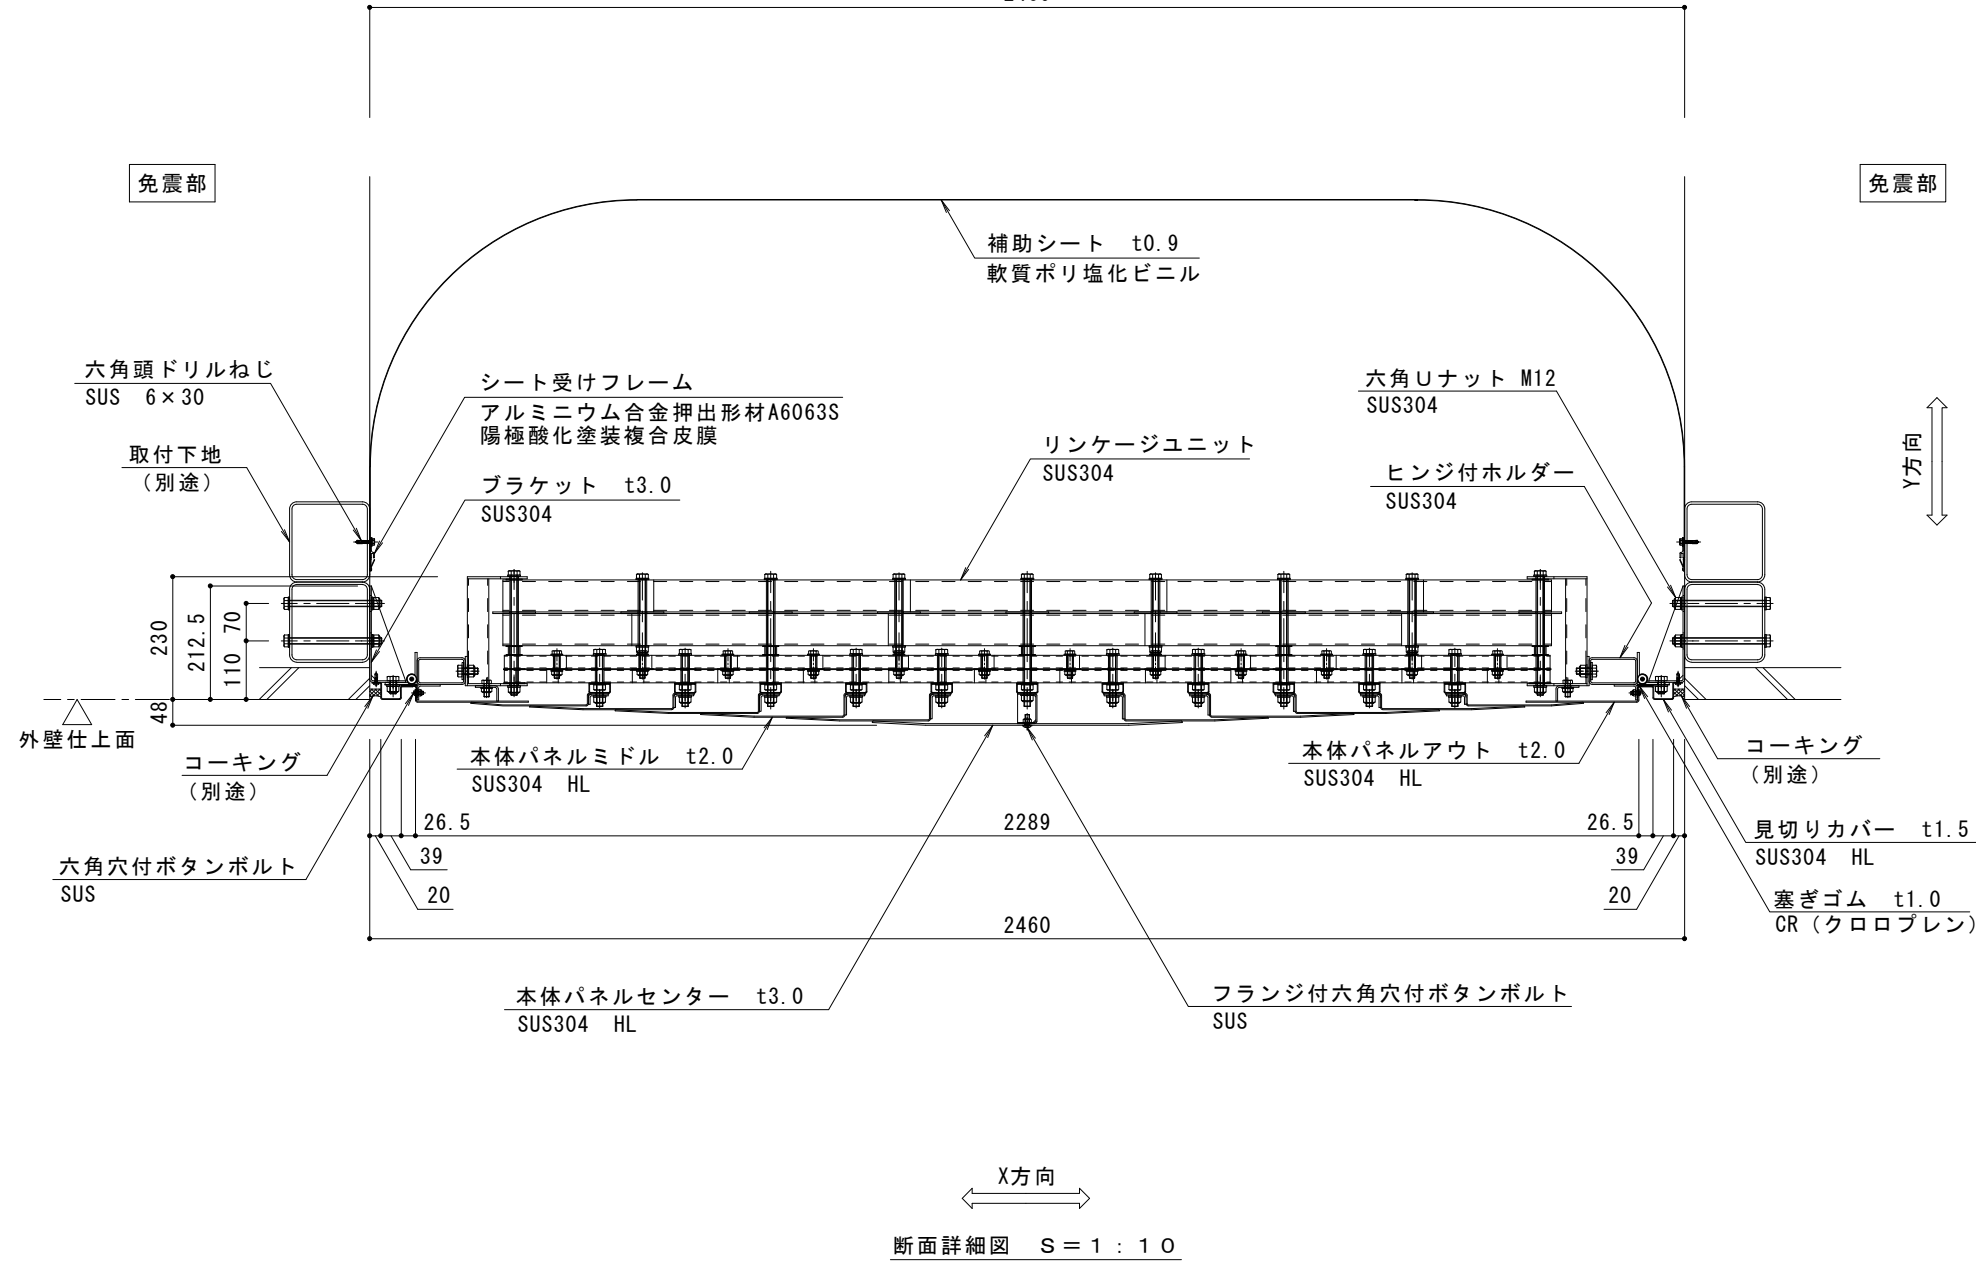 免震部
免震部
補助シート t0.9
軟質ポリ塩化ビニル
六角頭ドリルねじ
SUS 6×30
シート受けフレーム
アルミニウム合金押出形材A6063S
陽極酸化塗装複合皮膜
六角Uナット M12
SUS304
取付下地
(別途)
ブラケット t3.0
SUS304
リンケージユニット
SUS304
ヒンジ付ホルダー
SUS304
Y方向
230
212.5
70
110
48
外壁仕上面
コーキング
(別途)
本体パネルミドル t2.0
SUS304 HL
本体パネルアウト t2.0
SUS304 HL
コーキング
(別途)
26.5
2289
26.5
39
39
20
20
見切りカバー t1.5
SUS304 HL
六角穴付ボタンボルト
SUS
塞ぎゴム t1.0
CR(クロロプレン)
2460
本体パネルセンター t3.0
SUS304 HL
フランジ付六角穴付ボタンボルト
SUS
X方向
断面詳細図 S=1:10